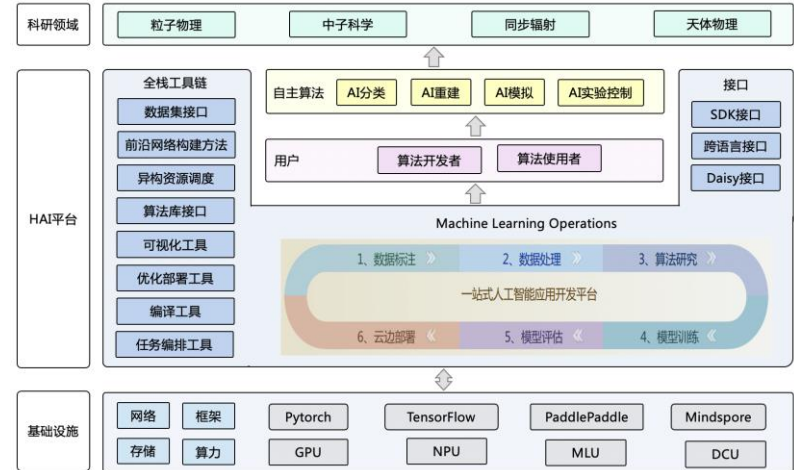 科研领域
粒子物理
中子科学
同步辐射
天体物理
HAI平台
全栈工具链
数据集接口
前沿网络构建方法
异构资源调度
算法库接口
可视化工具
优化部署工具
编译工具
任务编排工具
自主算法
AI分类
AI重建
AI模拟
AI实验控制
用户
算法开发者
算法使用者
接口
SDK接口
跨语言接口
Daisy接口
Machine Learning Operations
1、数据标注
2、数据处理
3、算法研究
一站式人工智能应用开发平台
6、云边部署
5、模型评估
4、模型训练
基础设施
网络
框架
存储
算力
Pytorch
TensorFlow
PaddlePaddle
Mindspore
GPU
NPU
MLU
DCU